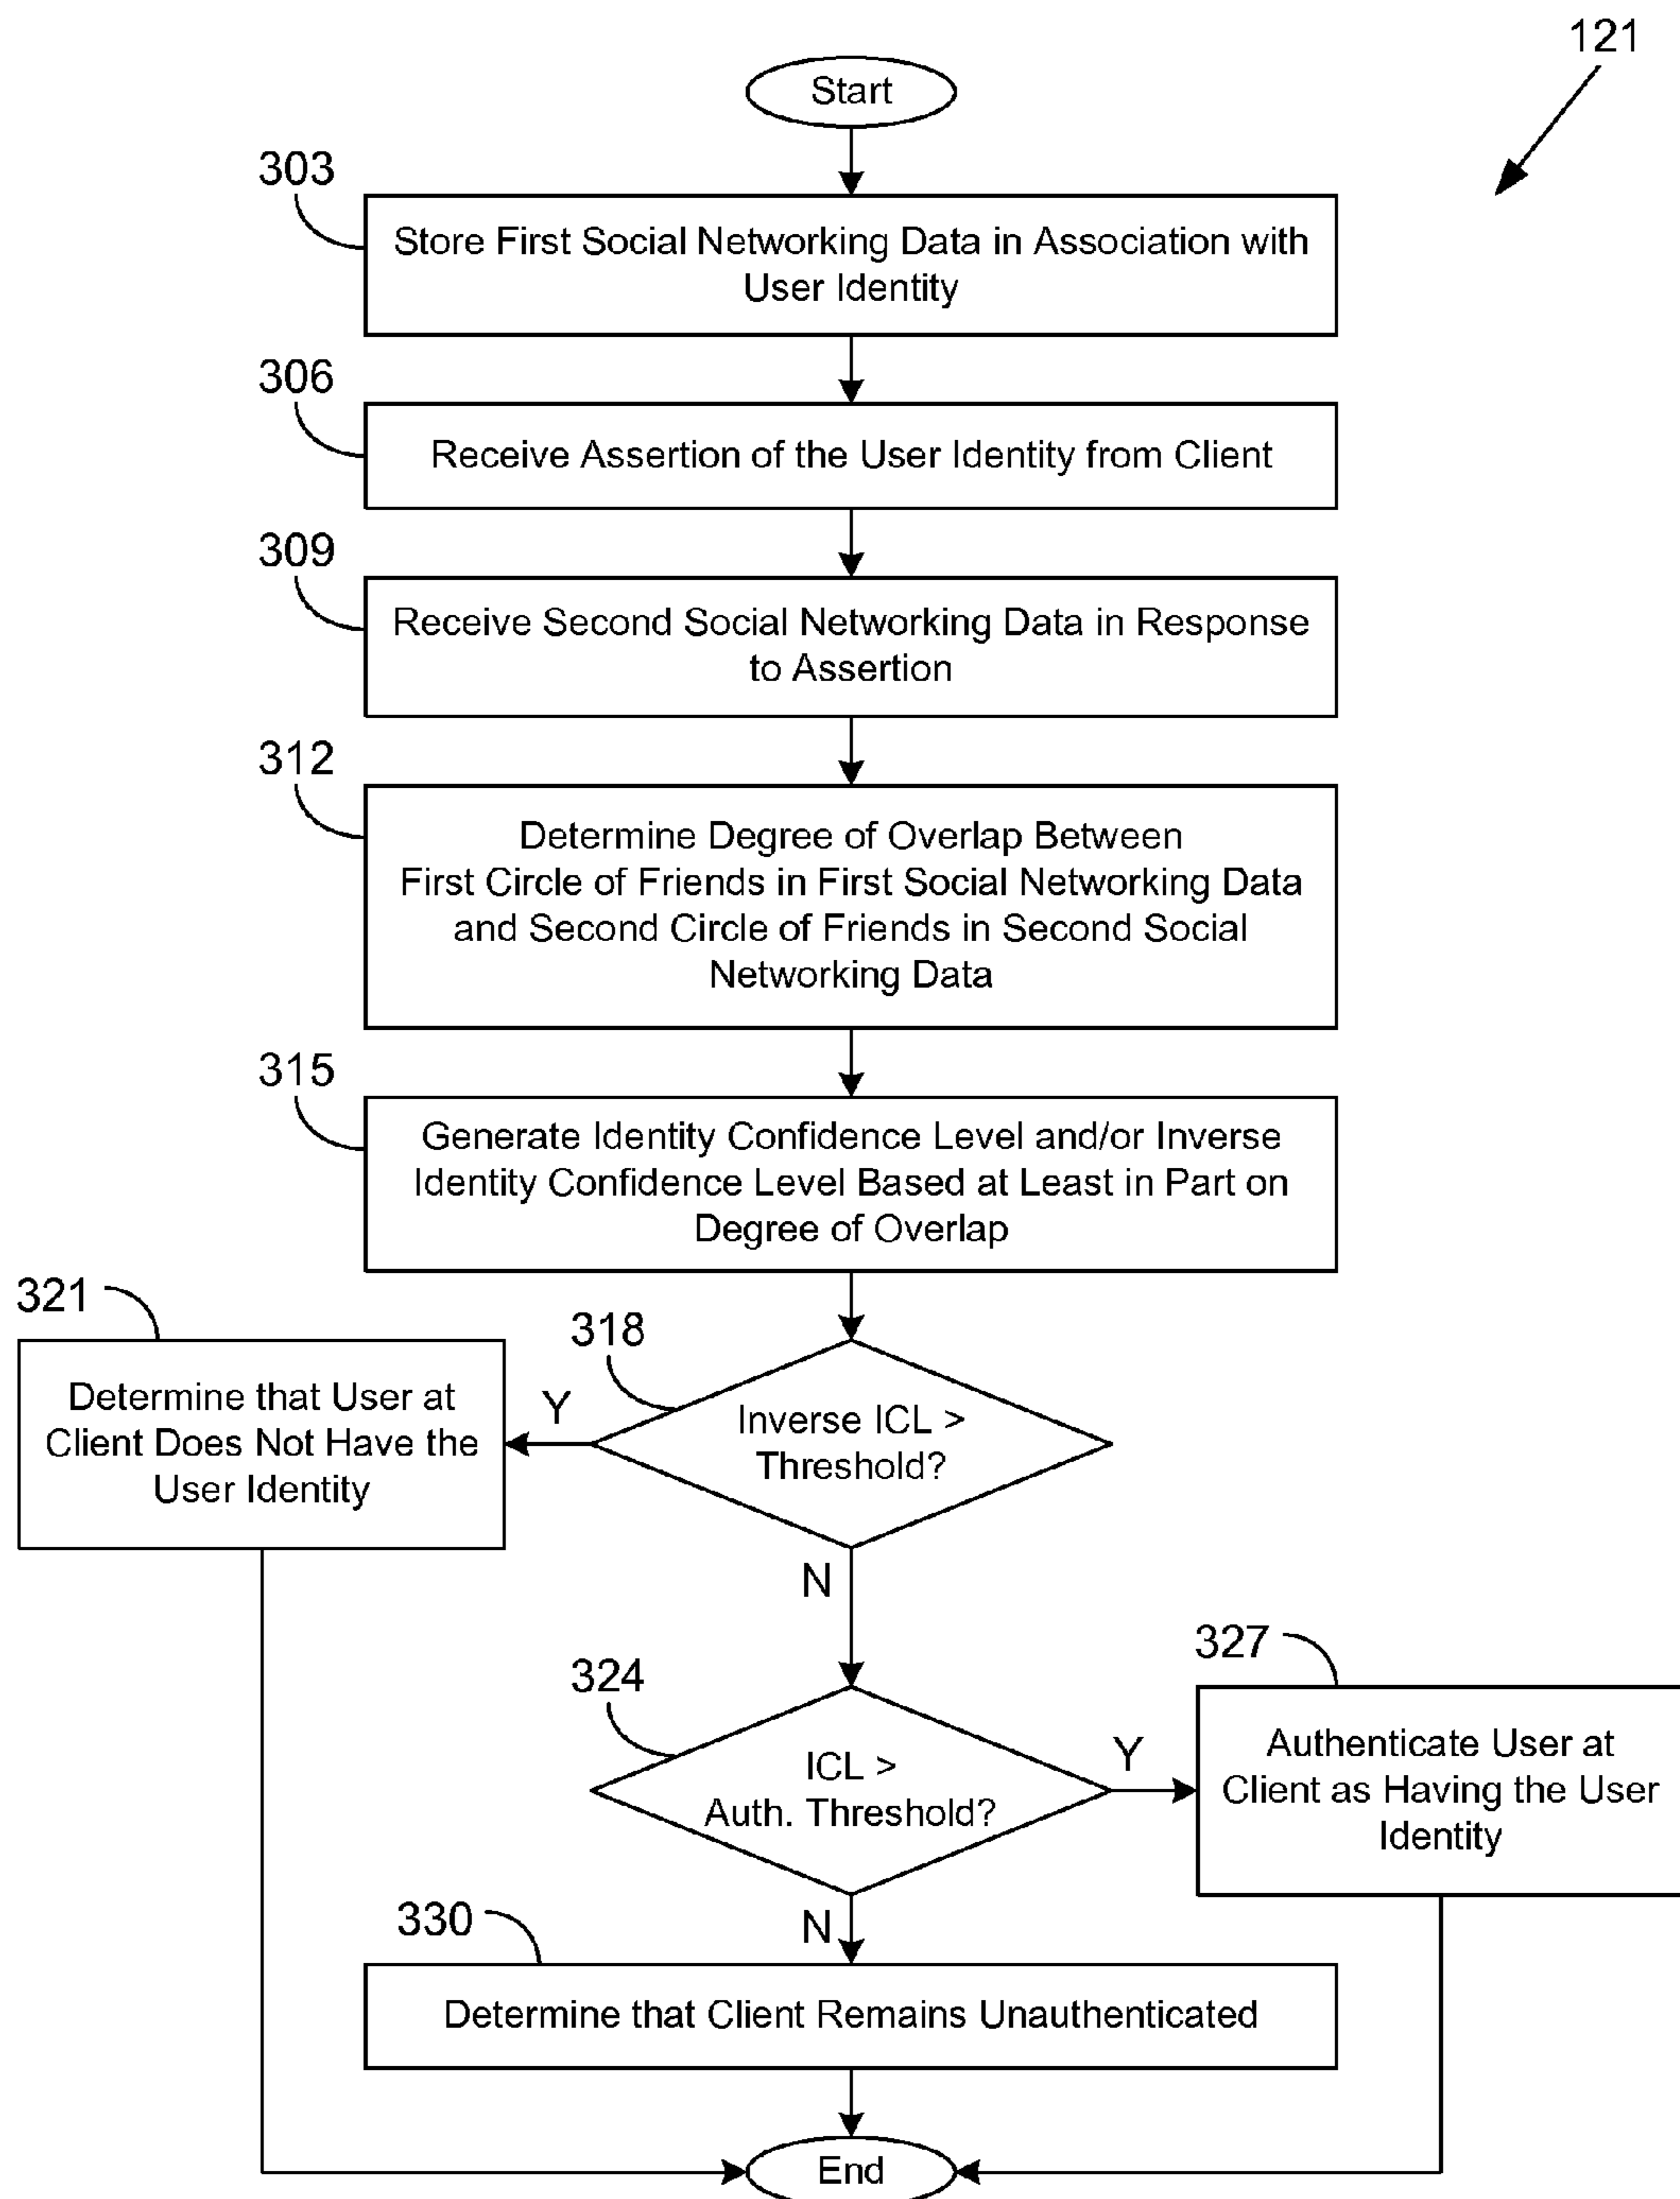 121
Start
303
Store First Social Networking Data in Association with
User Identity
306
Receive Assertion of the User Identity from Client
309
Receive Second Social Networking Data in Response
to Assertion
312
Determine Degree of Overlap Between
First Circle of Friends in First Social Networking Data
and Second Circle of Friends in Second Social
Networking Data
315
Generate Identity Confidence Level and/or Inverse
Identity Confidence Level Based at Least in Part on
Degree of Overlap
321
318
Determine that User at
Client Does Not Have the
User Identity
Y
Inverse ICL >
Threshold?
N
327
324
ICL >
Auth. Threshold?
Y
Authenticate User at
Client as Having the User
Identity
330
N
Determine that Client Remains Unauthenticated
End